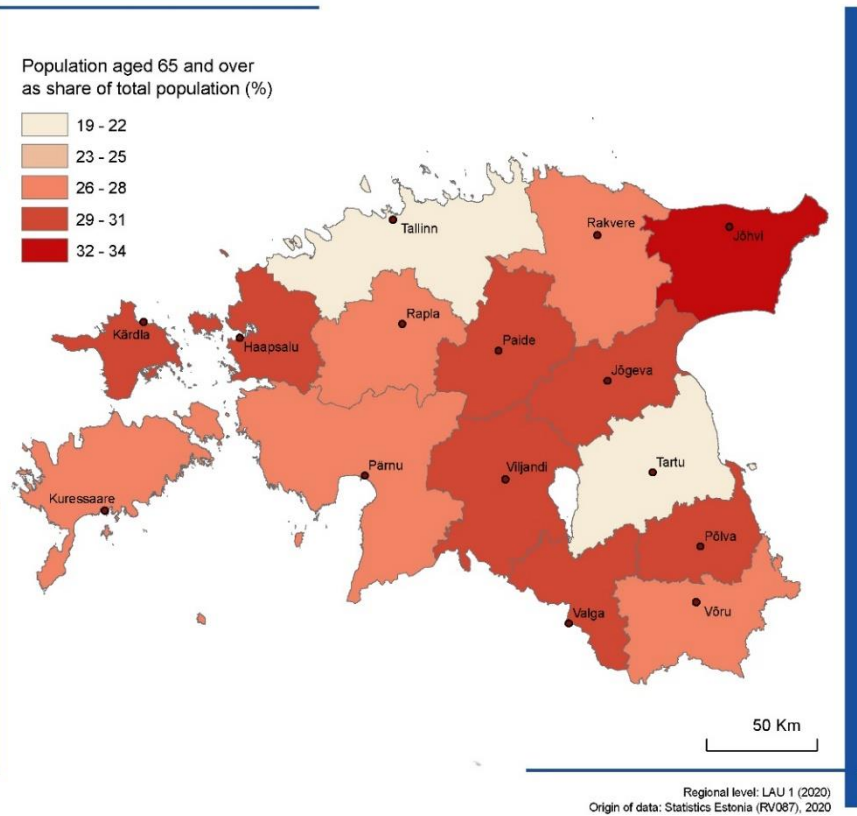 Population aged 65 and over
as share of total population (%)
19 - 22
23 - 25
26 - 28
29 - 31
32 - 34
Tallinn
Rakvere
Jõhvi
Kärdla
Haapsalu
Rapla
Paide
Jõgeva
Kuressaare
Pärnu
Viljandi
Tartu
Põlva
Valga
Võru
50 Km
Regional level: LAU 1 (2020)
Origin of data: Statistics Estonia (RV087), 2020